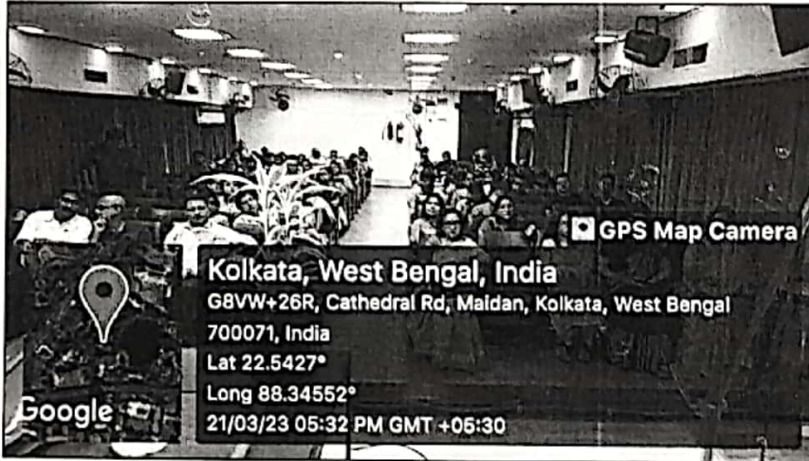 GPS Map Camera
Kolkata, West Bengal, India
G8VW+26R, Cathedral Rd, Maidan, Kolkata, West Bengal
700071, India
Lat 22.5427°
Long 88.34552°
21/03/23 05:32 PM GMT +05:30
Google